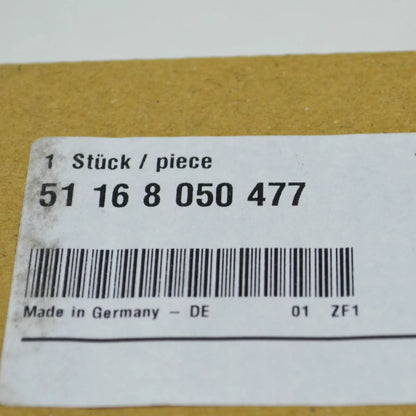 1 Stück / piece
51 16 8 050 477
Made in Germany – DE 01 ZF1